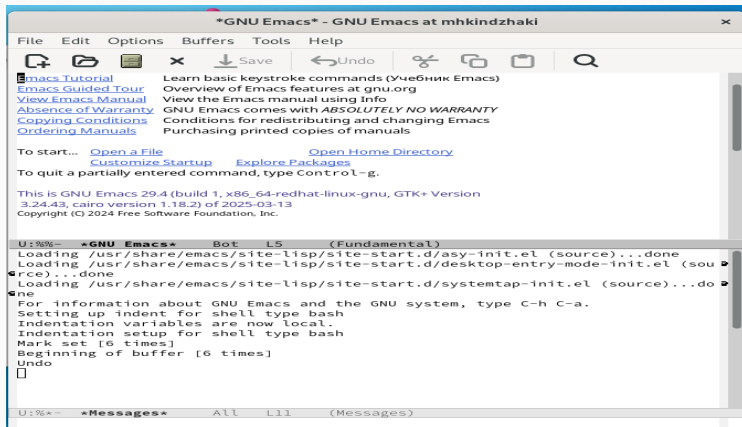 *GNU Emacs* - GNU Emacs at mhkindzhaki
File Edit Options Buffers Tools Help
Save Undo
Emacs Tutorial Learn basic keystroke commands (Учебник Emacs)
Emacs Guided Tour Overview of Emacs features at gnu.org
View Emacs Manual View the Emacs manual using Info
Absence of Warranty GNU Emacs comes with ABSOLUTELY NO WARRANTY
Copying Conditions Conditions for redistributing and changing Emacs
Ordering Manuals Purchasing printed copies of manuals
To start... Open a File Open Home Directory
Customize Startup Explore Packages
To quit a partially entered command, type Control-g.
This is GNU Emacs 29.4 (build 1, x86_64-redhat-linux-gnu, GTK+ Version
3.24.43, cairo version 1.18.2) of 2025-03-13
Copyright (C) 2024 Free Software Foundation, Inc.
U:%%- *GNU Emacs* Bot L5 (Fundamental)
Loading /usr/share/emacs/site-lisp/site-start.d/asy-init.el (source)...done
Loading /usr/share/emacs/site-lisp/site-start.d/desktop-entry-mode-init.el (sou
rce)...done
Loading /usr/share/emacs/site-lisp/site-start.d/systemtap-init.el (source)...do
ne
For information about GNU Emacs and the GNU system, type C-h C-a.
Setting up indent for shell type bash
Indentation variables are now local.
Indentation setup for shell type bash
Mark set [6 times]
Beginning of buffer [6 times]
Undo
U:%*- *Messages* All L11 (Messages)